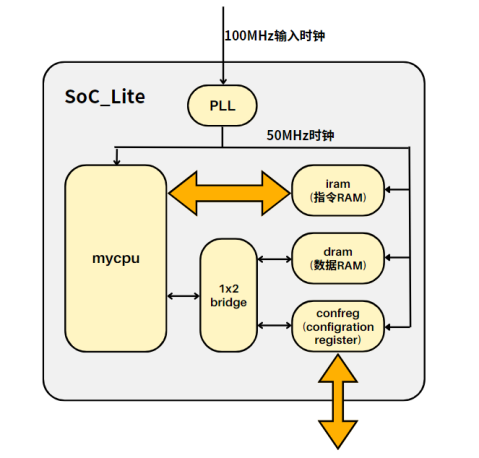 100MHz输入时钟
SoC_Lite
PLL
50MHz时钟
iram
(指令RAM)
mycpu
dram
(数据RAM)
1x2
bridge
confreg
(configration
register)